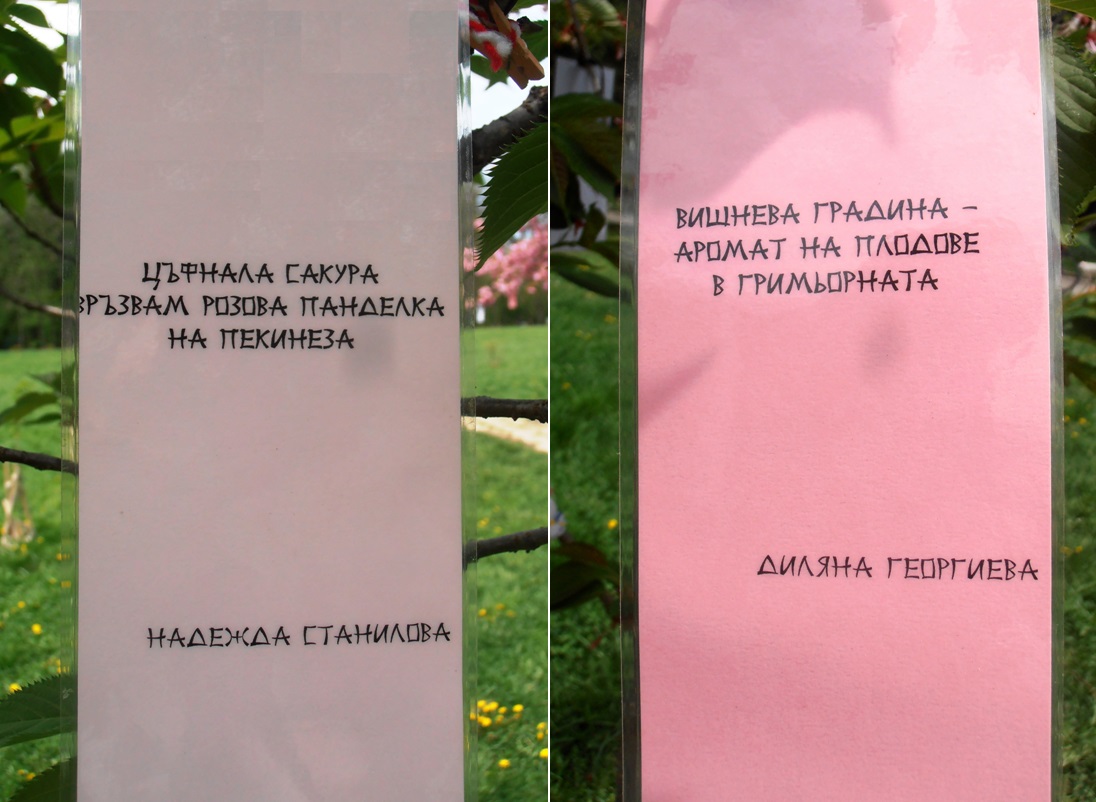 ЦЪФНАЛА САКУРА
ВРЪЗВАМ РОЗОВА ПАНДЕЛКА
НА ПЕКИНЕЗА
НАДЕЖДА СТАНИЛОВА
ВИШНЕВА ГРАДИНА –
АРОМАТ НА ПЛОДОВЕ
В ГРИМЬОРНАТА
ДИЛЯНА ГЕОРГИЕВА